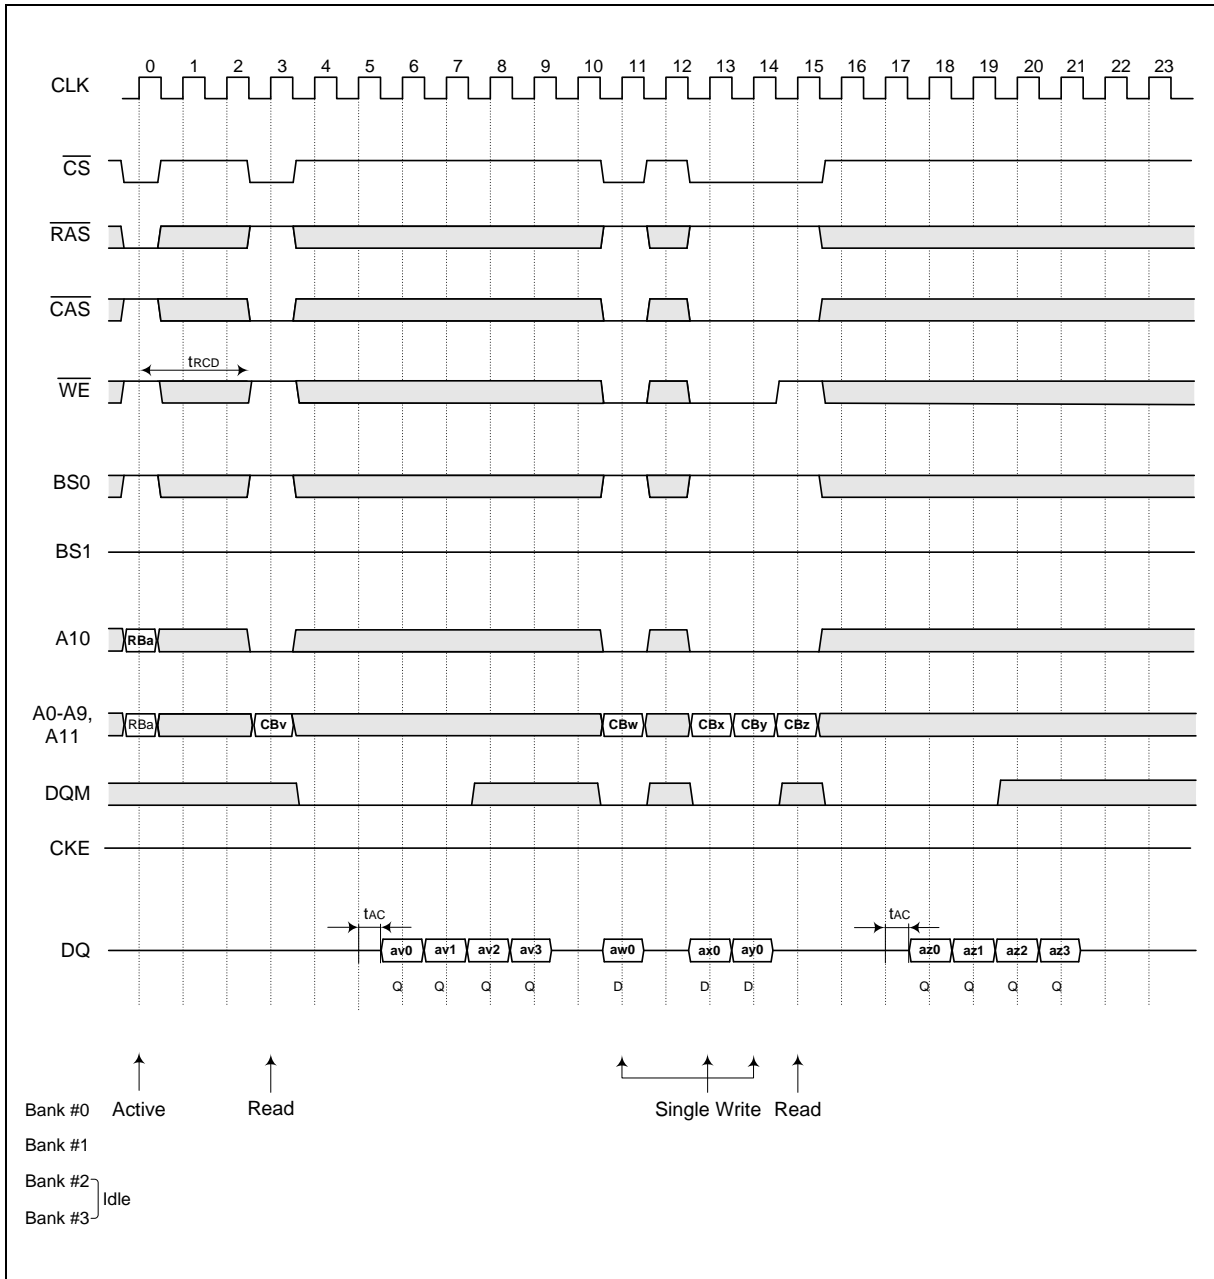 0 1 2 3 4 5 6 7 8 9 10 11 12 13 14 15 16 17 18 19 20 21 22 23
CLK
CS
RAS
CAS
tRCD
WE
BS0
BS1
A10 RBa
A0-A9, A11 RBa CBv CBw CBx CBy CBz
DQM
CKE
tAC tAC
DQ av0 av1 av2 av3 aw0 ax0 ay0 az0 az1 az2 az3
Q Q Q Q D D D Q Q Q Q
Bank #0 Active Read Single Write Read
Bank #1
Bank #2
Idle
Bank #3